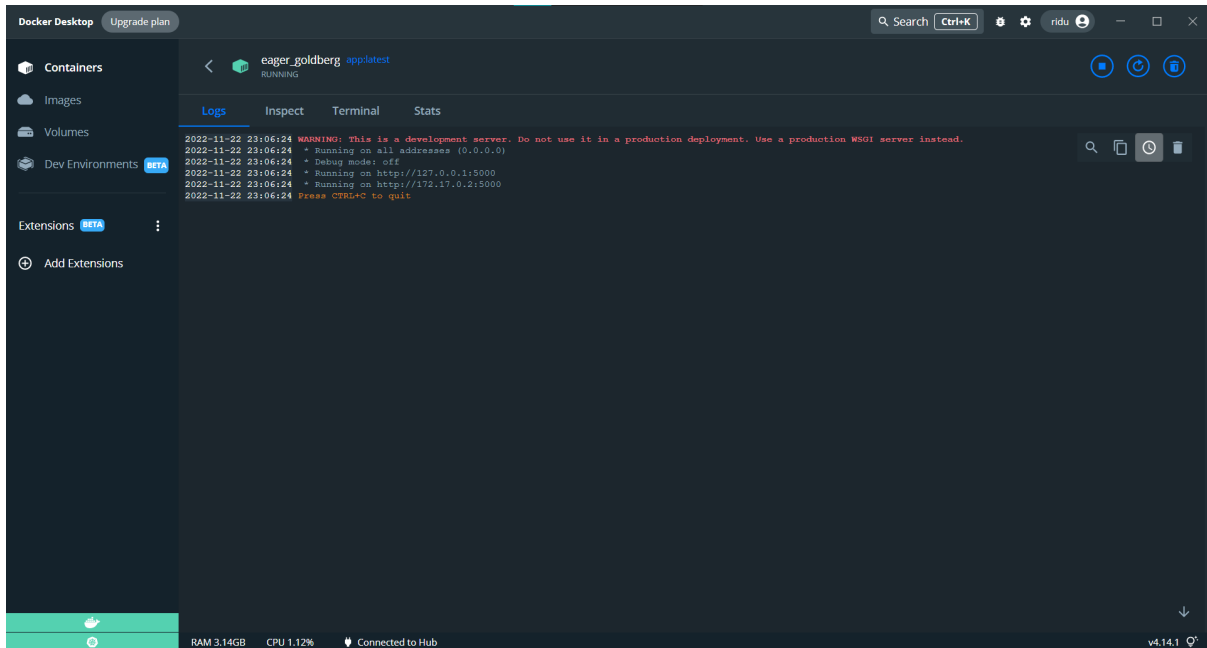 Docker Desktop Upgrade plan Search Ctrl+K ridu
Containers
Images
Volumes
Dev Environments BETA
Extensions BETA
Add Extensions
eager_goldberg app:latest
RUNNING
Logs Inspect Terminal Stats
2022-11-22 23:06:24 WARNING: This is a development server. Do not use it in a production deployment. Use a production WSGI server instead.
2022-11-22 23:06:24 * Running on all addresses (0.0.0.0)
2022-11-22 23:06:24 * Debug mode: off
2022-11-22 23:06:24 * Running on http://127.0.0.1:5000
2022-11-22 23:06:24 * Running on http://172.17.0.2:5000
2022-11-22 23:06:24 Press CTRL+C to quit
RAM 3.14GB CPU 1.12% Connected to Hub v4.14.1